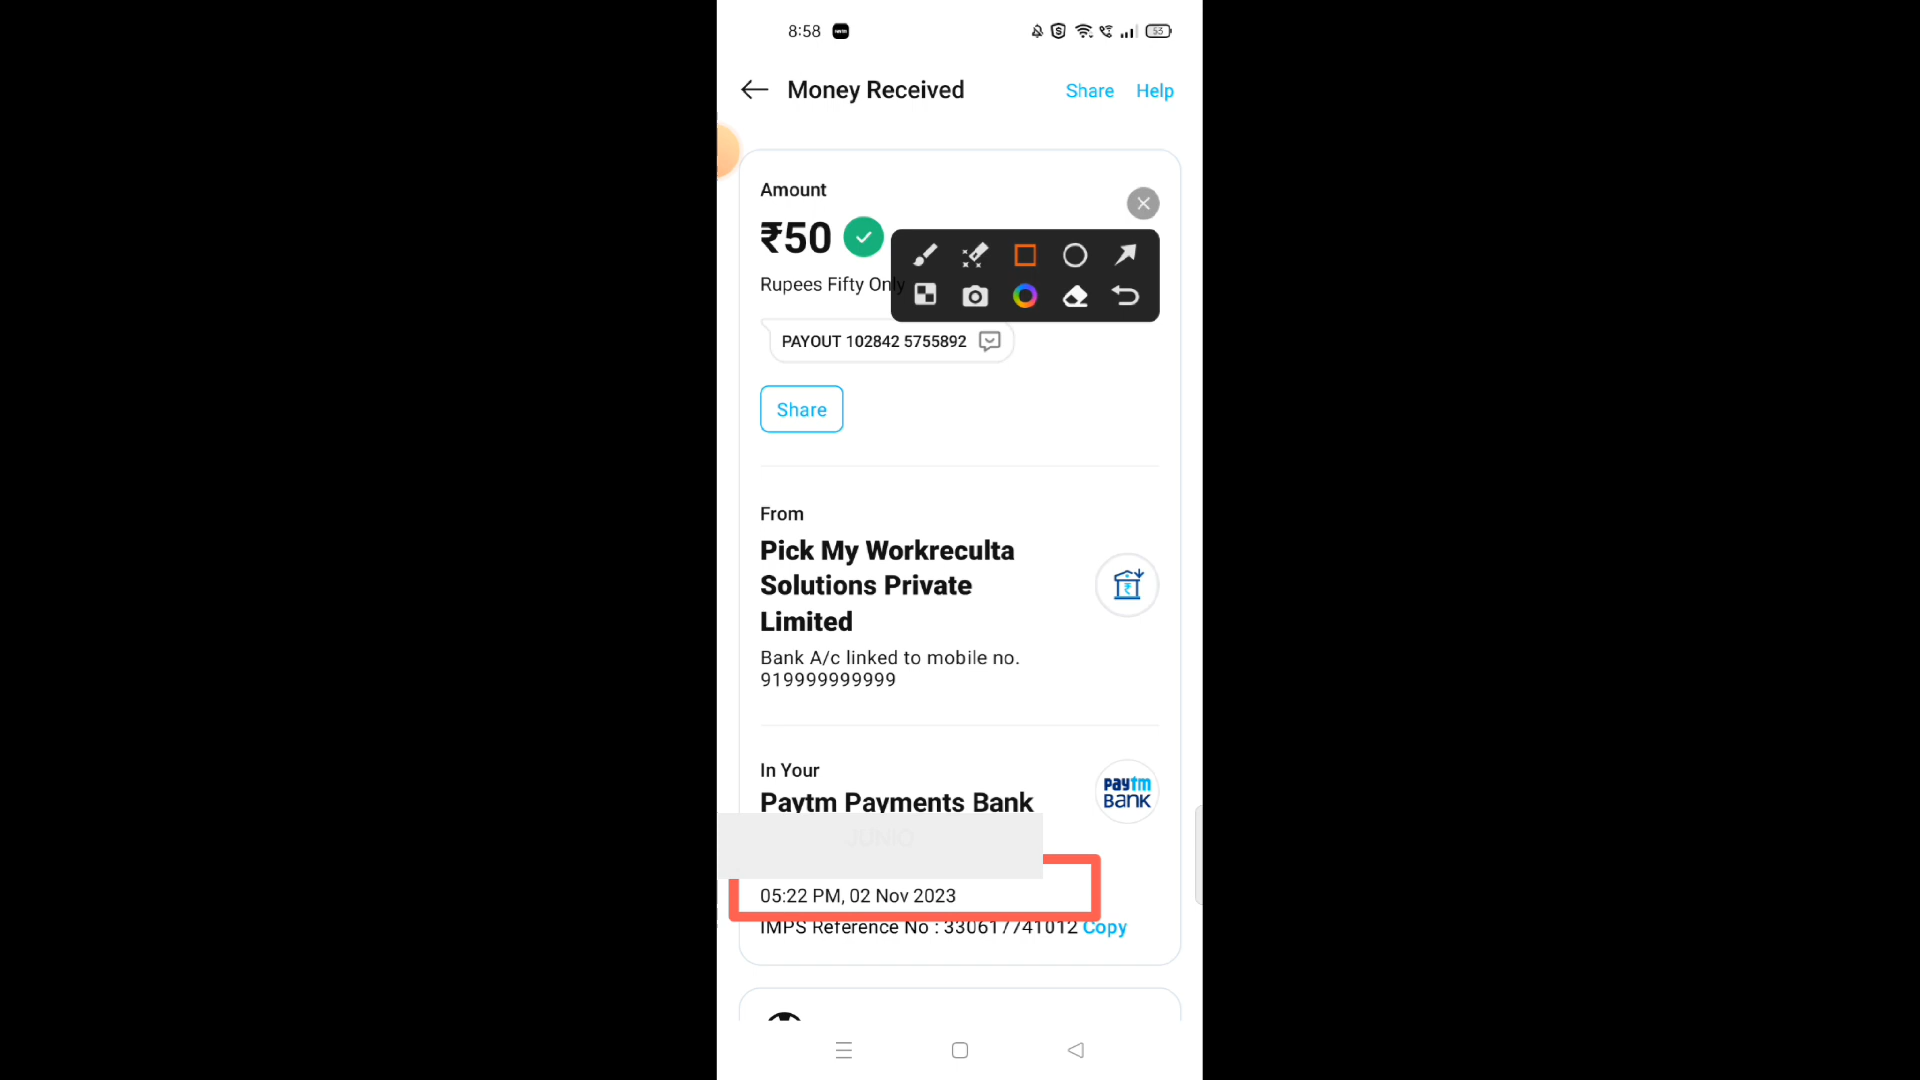 8:58
53
Money Received
Share Help
Amount
₹50
Rupees Fifty Only
PAYOUT 102842 5755892
Share
From
Pick My Workreculta
Solutions Private
Limited
Bank A/c linked to mobile no.
919999999999
In Your
Paytm Payments Bank
paytm
BANK
05:22 PM, 02 Nov 2023
IMPS Reference No : 330617741012 Copy